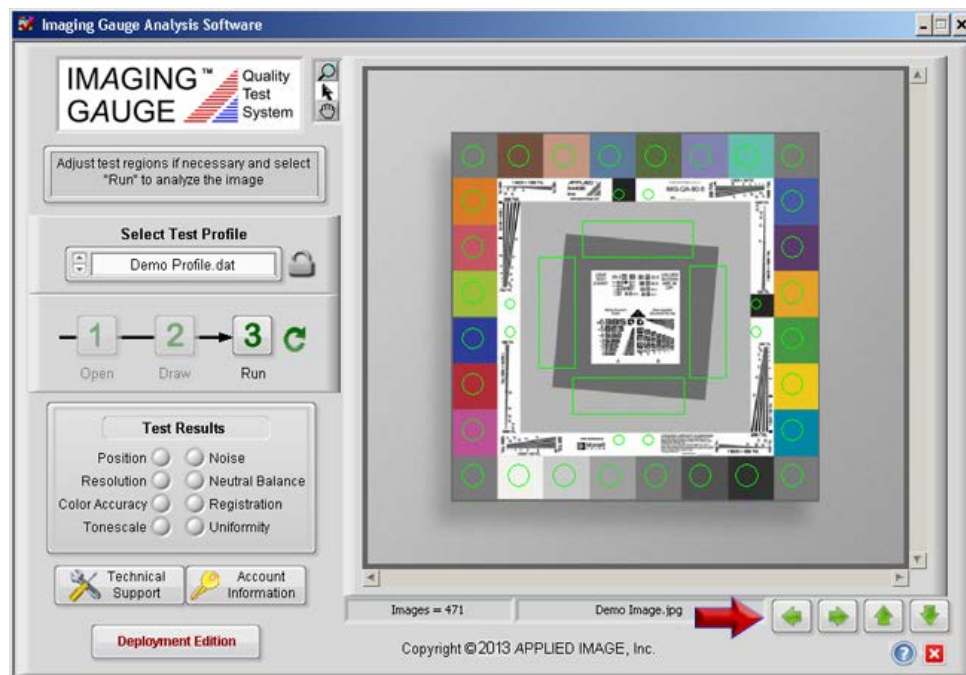 Imaging Gauge Analysis Software
IMAGING™
GAUGE
Quality
Test
System
Adjust test regions if necessary and select
"Run" to analyze the image
Select Test Profile
Demo Profile.dat
1
2
3
Open
Draw
Run
Test Results
Position
Noise
Resolution
Neutral Balance
Color Accuracy
Registration
Tonescale
Uniformity
Technical
Support
Account
Information
Deployment Edition
APPLIED
IMAGE
Images = 471
Demo Image.jpg
Copyright ©2013 APPLIED IMAGE, Inc.